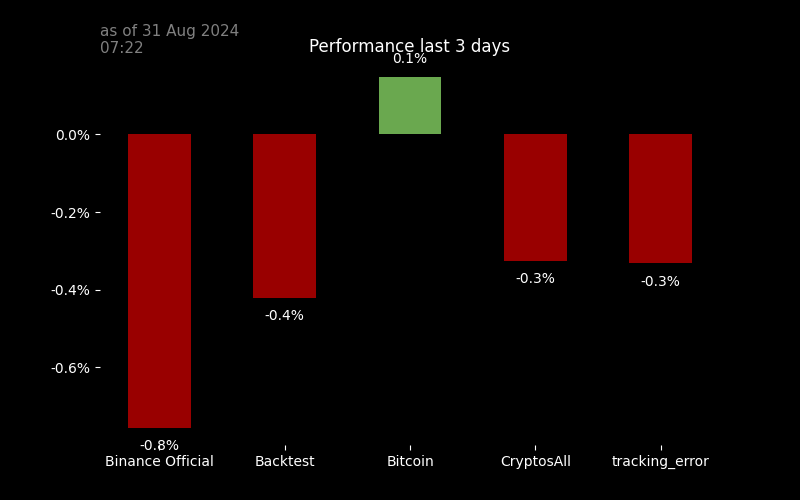 as of 31 Aug 2024
07:22
Performance last 3 days
0.1%
0.0%
-0.2%
-0.4%
-0.6%
-0.8%
-0.4%
-0.3%
-0.3%
Binance Official
Backtest
Bitcoin
CryptosAll
tracking_error